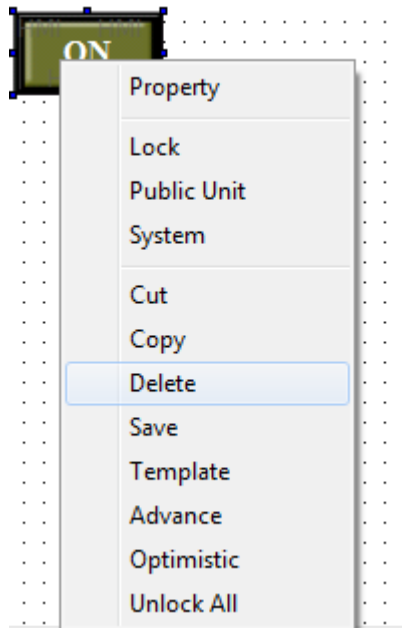 ON
Property
Lock
Public Unit
System
Cut
Copy
Delete
Save
Template
Advance
Optimistic
Unlock All